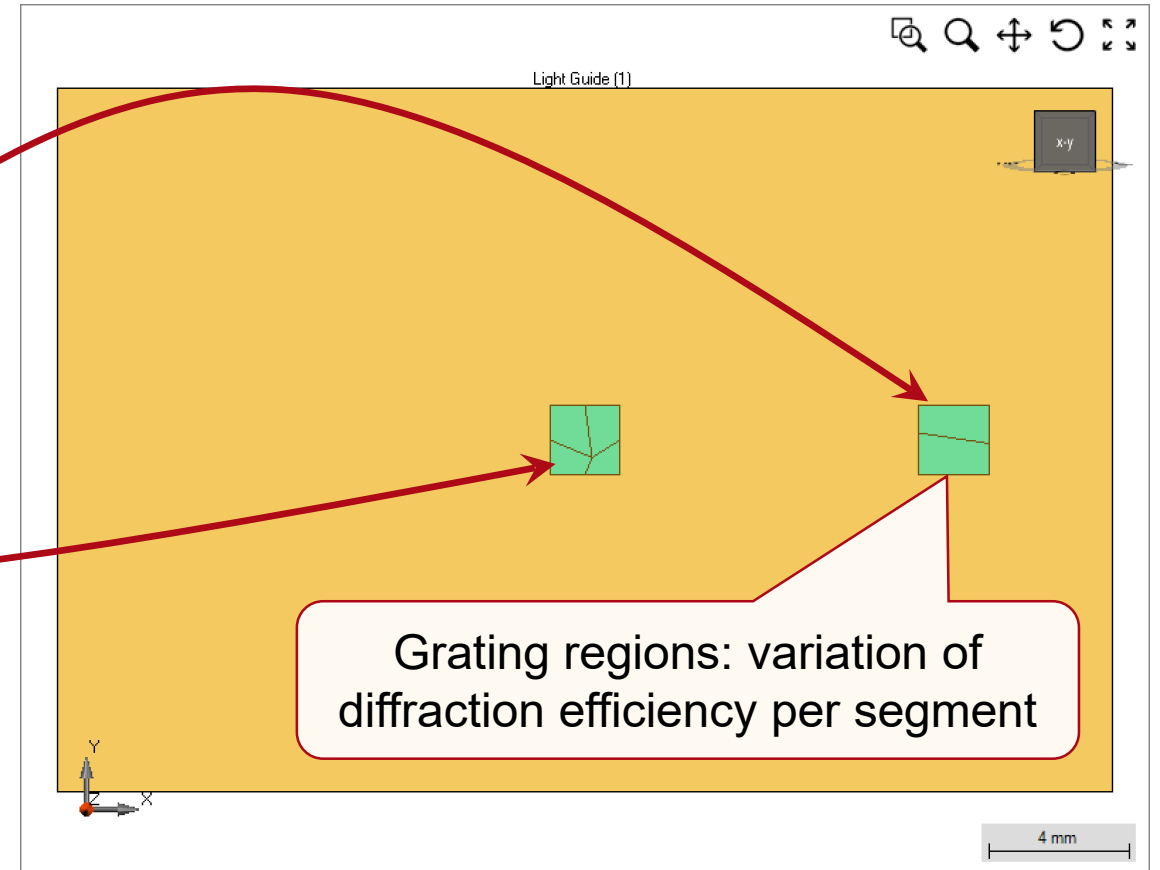 Light Guide (1)
x-y
Grating regions: variation of
diffraction efficiency per segment
Y
Z
X
4 mm